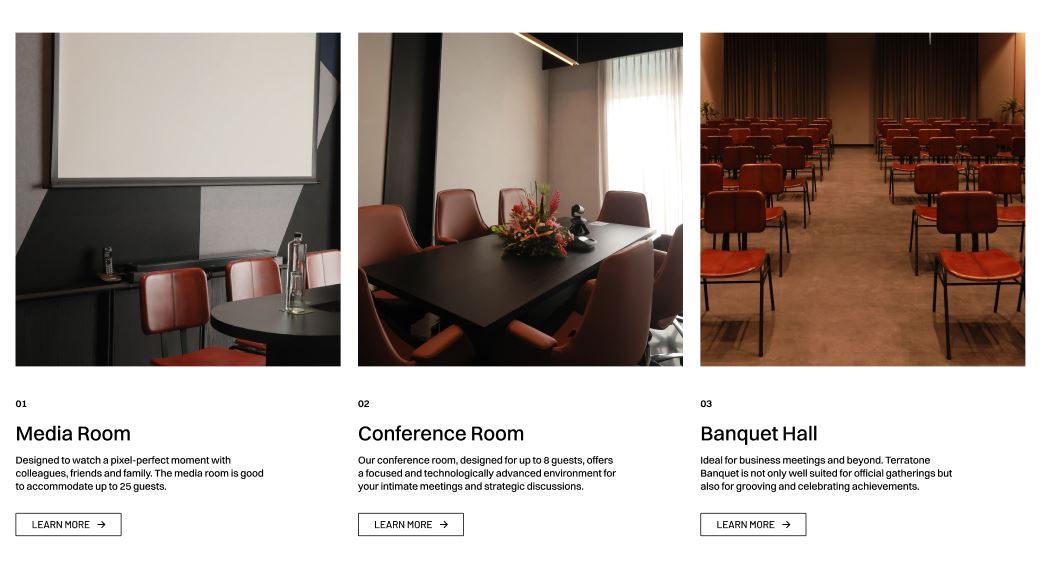 01
Media Room
Designed to watch a pixel-perfect moment with
colleagues, friends and family. The media room is good
to accommodate up to 25 guests.
LEARN MORE →
02
Conference Room
Our conference room, designed for up to 8 guests, offers
a focused and technologically advanced environment for
your intimate meetings and strategic discussions.
LEARN MORE →
03
Banquet Hall
Ideal for business meetings and beyond. Terratone
Banquet is not only well suited for official gatherings but
also for grooving and celebrating achievements.
LEARN MORE →